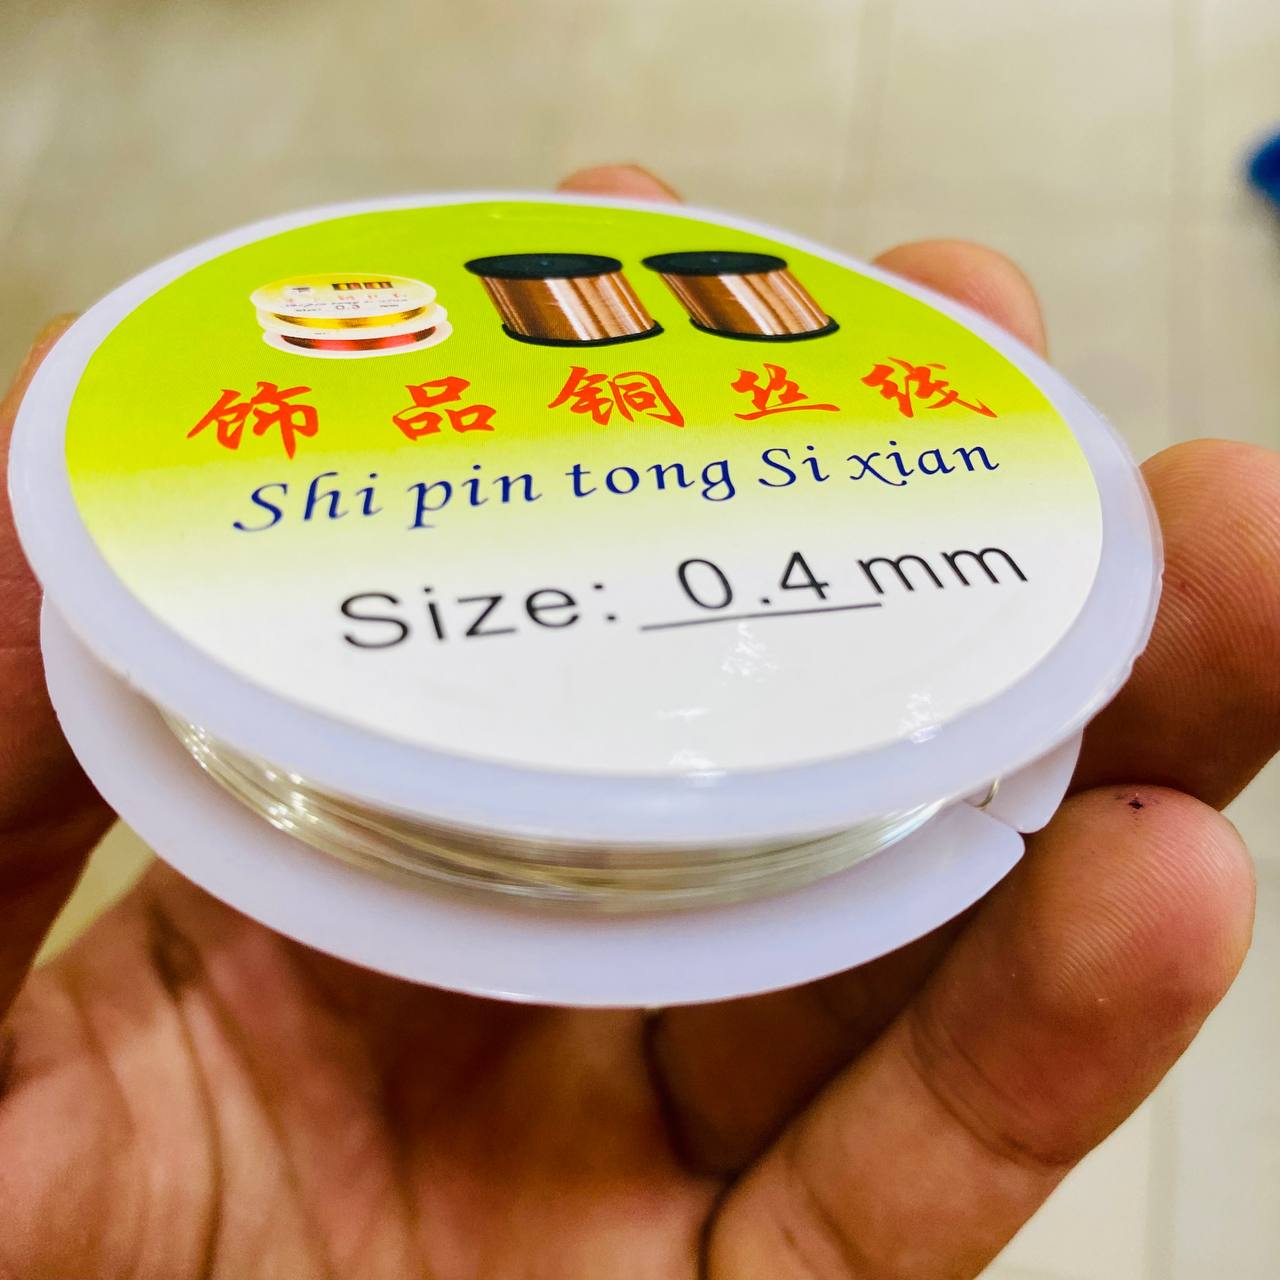 饰品铜丝线
Shi pin tong Si xian
Size: 0.4 mm